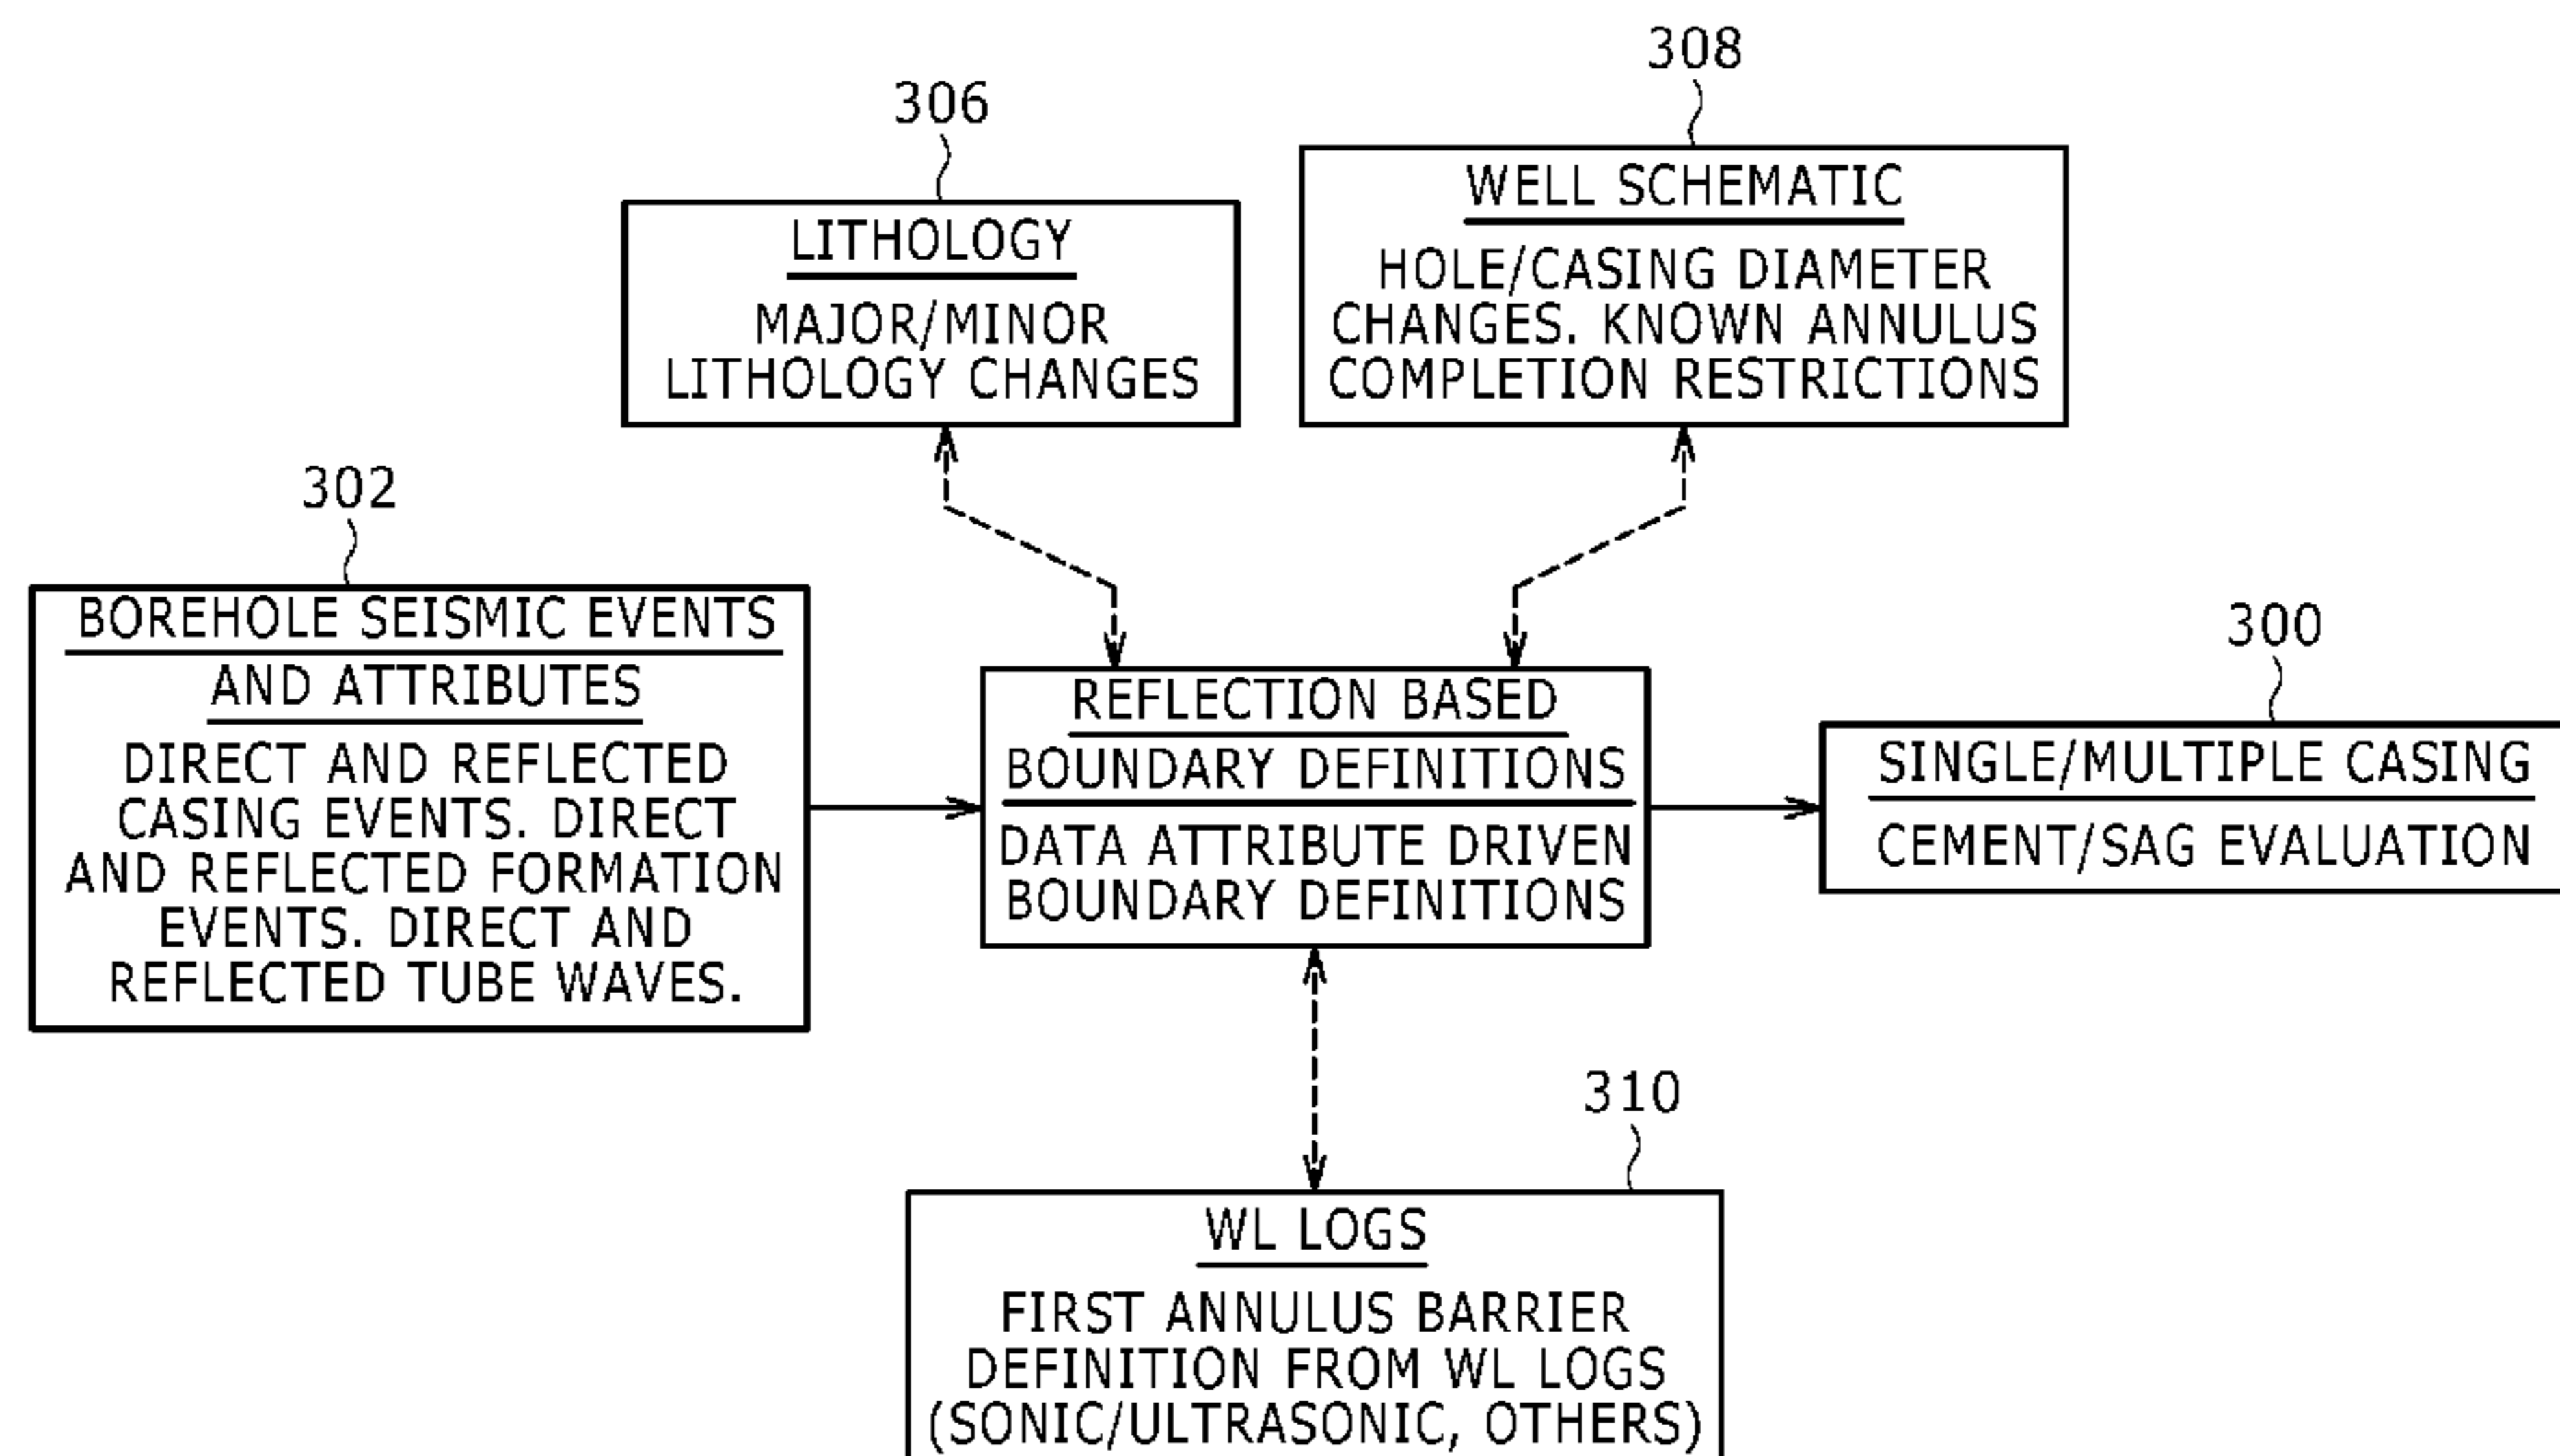 308
306
WELL SCHEMATIC
HOLE/CASING DIAMETER
CHANGES. KNOWN ANNULUS
COMPLETION RESTRICTIONS
LITHOLOGY
MAJOR/MINOR
LITHOLOGY CHANGES
302
BOREHOLE SEISMIC EVENTS
AND ATTRIBUTES
DIRECT AND REFLECTED
CASING EVENTS. DIRECT
AND REFLECTED FORMATION
EVENTS. DIRECT AND
REFLECTED TUBE WAVES.
REFLECTION BASED
BOUNDARY DEFINITIONS
DATA ATTRIBUTE DRIVEN
BOUNDARY DEFINITIONS
300
SINGLE/MULTIPLE CASING
CEMENT/SAG EVALUATION
310
WL LOGS
FIRST ANNULUS BARRIER
DEFINITION FROM WL LOGS
(SONIC/ULTRASONIC, OTHERS)